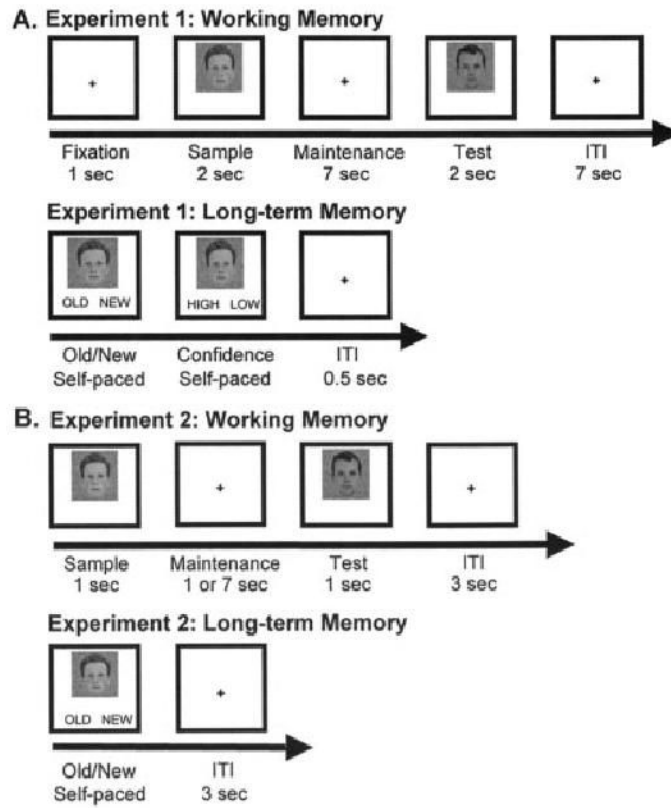 A. Experiment 1: Working Memory
Fixation Sample Maintenance Test ITI
1 sec 2 sec 7 sec 2 sec 7 sec
Experiment 1: Long-term Memory
OLD NEW HIGH LOW
Old/New Confidence ITI
Self-paced Self-paced 0.5 sec
B. Experiment 2: Working Memory
Sample Maintenance Test ITI
1 sec 1 or 7 sec 1 sec 3 sec
Experiment 2: Long-term Memory
OLD NEW
Old/New ITI
Self-paced 3 sec